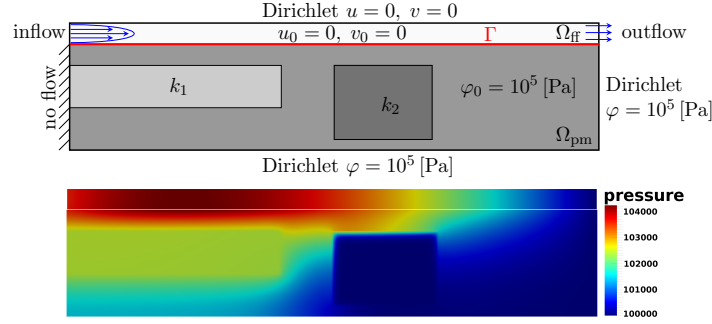 Dirichlet u = 0, v = 0
inflow
u₀ = 0, v₀ = 0
Γ
Ω_ff
outflow
no flow
k₁
k₂
φ₀ = 10⁵ [Pa]
Dirichlet
φ = 10⁵ [Pa]
Ω_pm
Dirichlet φ = 10⁵ [Pa]
pressure
104000
103000
102000
101000
100000